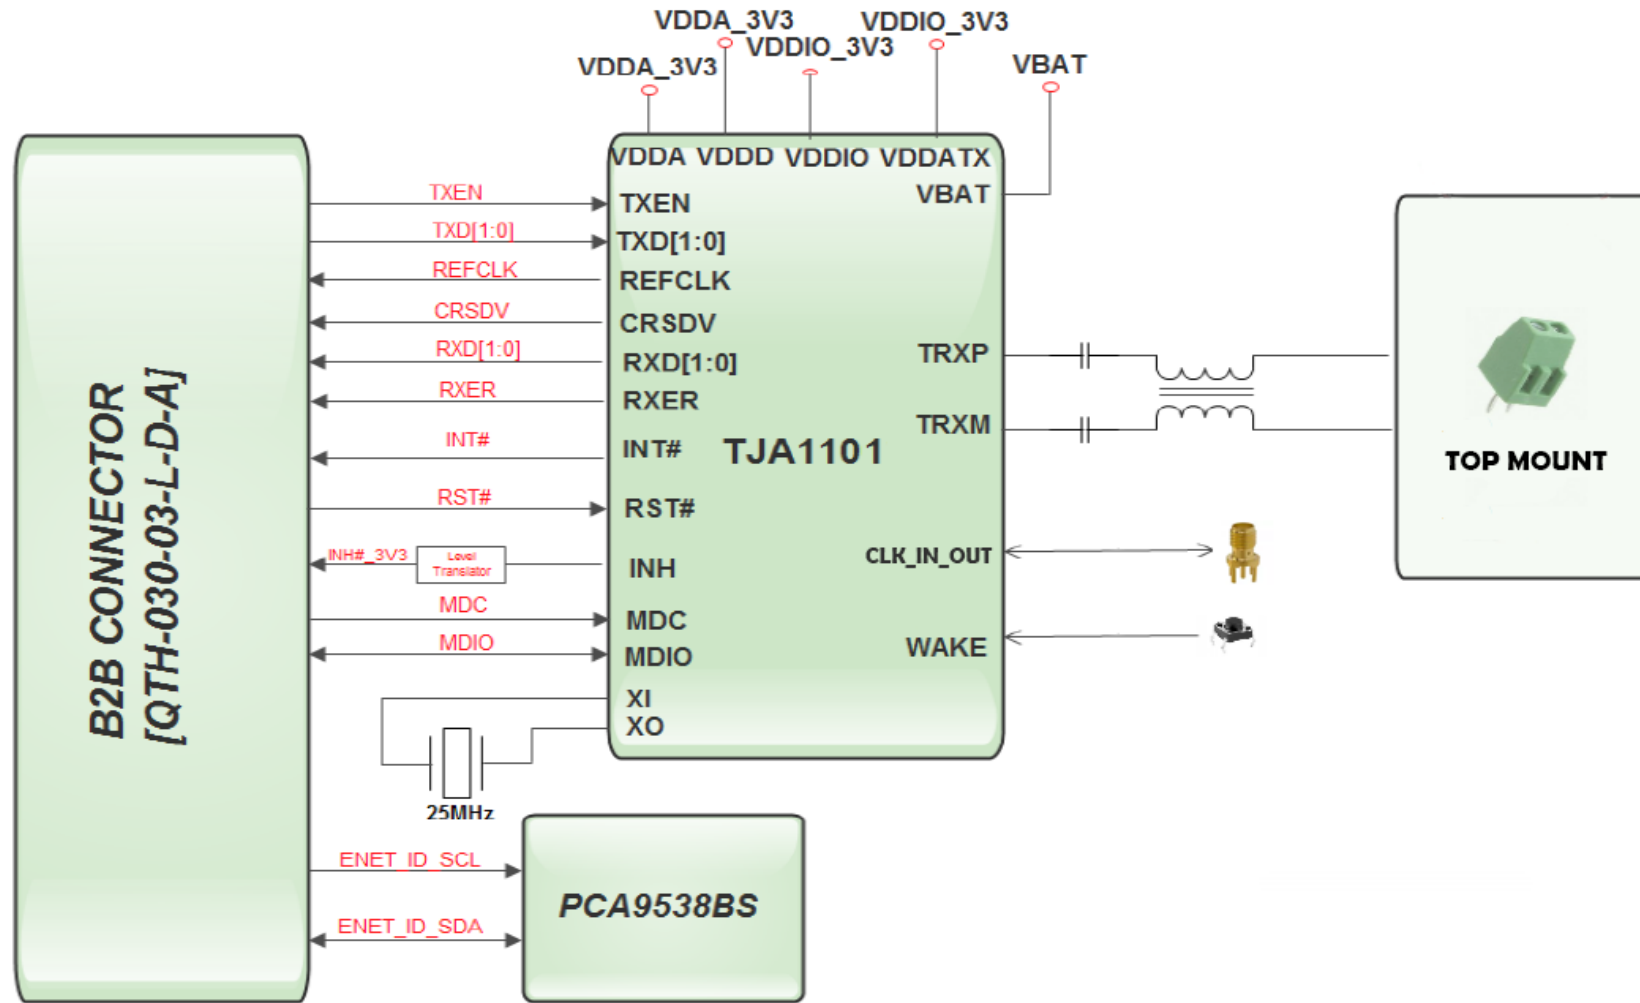 VDDA_3V3
VDDIO_3V3
VDDIO_3V3
VDDA_3V3
VBAT
VDDA VDDD VDDIO VDDATX
VBAT
TXEN
TXEN
TXD[1:0]
TXD[1:0]
REFCLK
REFCLK
CRSDV
CRSDV
RXD[1:0]
RXD[1:0]
TRXP
RXER
RXER
TRXM
INT#
INT#
TJA1101
TOP MOUNT
RST#
RST#
INH#_3V3
Level
Translator
INH
CLK_IN_OUT
MDC
MDC
MDIO
MDIO
WAKE
XI
XO
25MHz
B2B CONNECTOR
[QTH-030-03-L-D-A]
ENET_ID_SCL
PCA9538BS
ENET_ID_SDA